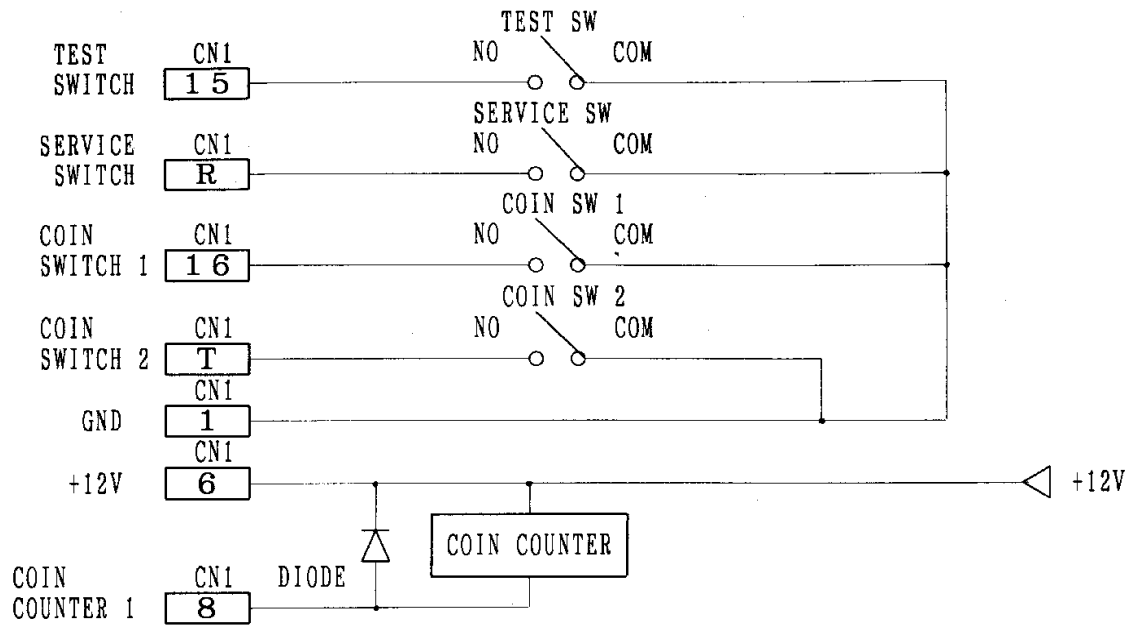 TEST SW
TEST CN1 NO COM
SWITCH 15
SERVICE SW
SERVICE CN1 NO COM
SWITCH R
COIN SW 1
COIN CN1 NO COM
SWITCH 1 16
COIN SW 2
COIN CN1 NO COM
SWITCH 2 T
CN1
GND 1
CN1
+12V 6 +12V
COIN COUNTER
COIN CN1 DIODE
COUNTER 1 8